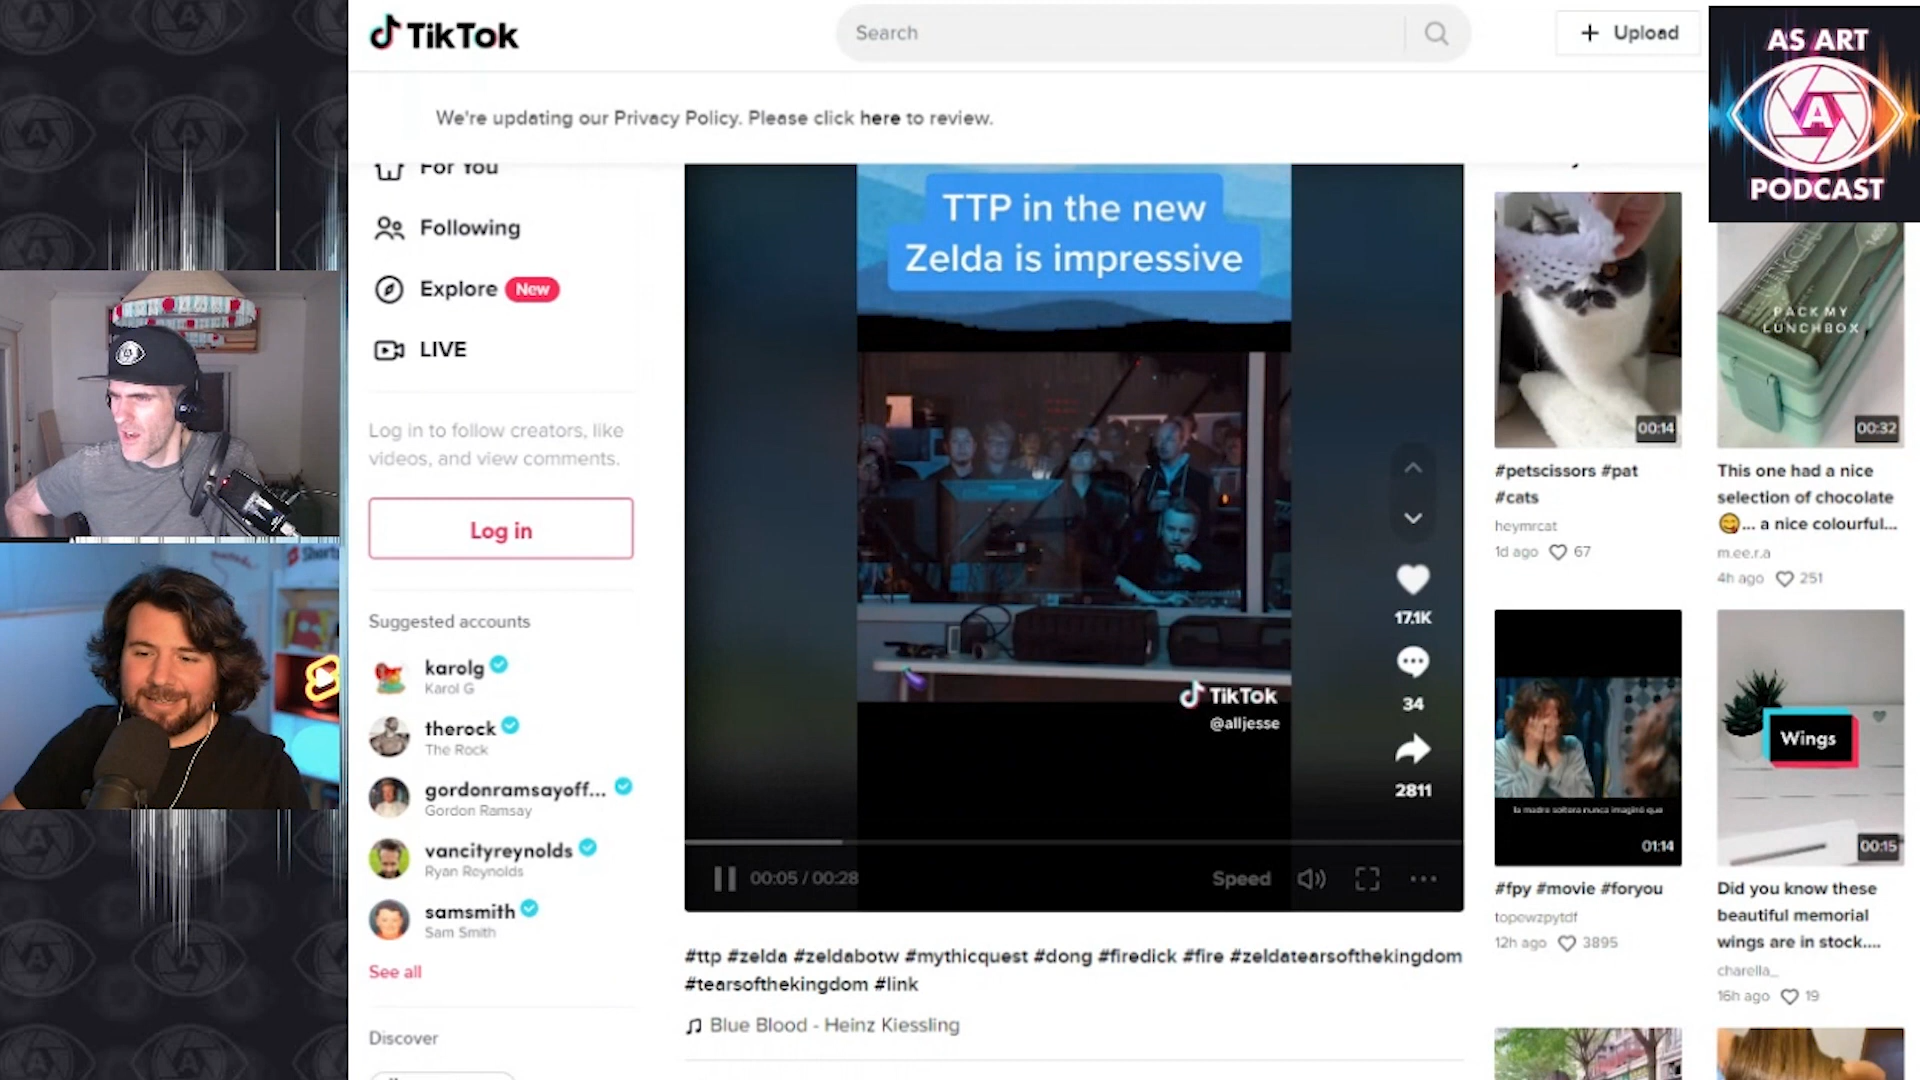 TikTok
Search
Upload
AS ART
A
PODCAST
We're updating our Privacy Policy. Please click here to review.
For You
Following
Explore New
LIVE
Log in to follow creators, like
videos, and view comments.
Log in
Suggested accounts
karolg
Karol G
therock
The Rock
gordonramsayoff...
Gordon Ramsay
vancityreynolds
Ryan Reynolds
samsmith
Sam Smith
See all
Discover
TTP in the new
Zelda is impressive
TikTok
@alljesse
17.1K
34
2811
00:05 / 00:28
Speed
#ttp #zelda #zeldabotw #mythicquest #dong #firedick #fire #zeldatearsofthekingdom
#tearsofthekingdom #link
Blue Blood - Heinz Kiessling
00:14
#petscissors #pat
#cats
heymrcat
1d ago 67
PACK MY
LUNCHBOX
00:32
This one had a nice
selection of chocolate
😋... a nice colourful...
m.ee.r.a
4h ago 251
la madre soltera nunca imaginó que
01:14
#fpy #movie #foryou
topewzpytdf
12h ago 3895
Wings
00:15
Did you know these
beautiful memorial
wings are in stock....
charella_
16h ago 19